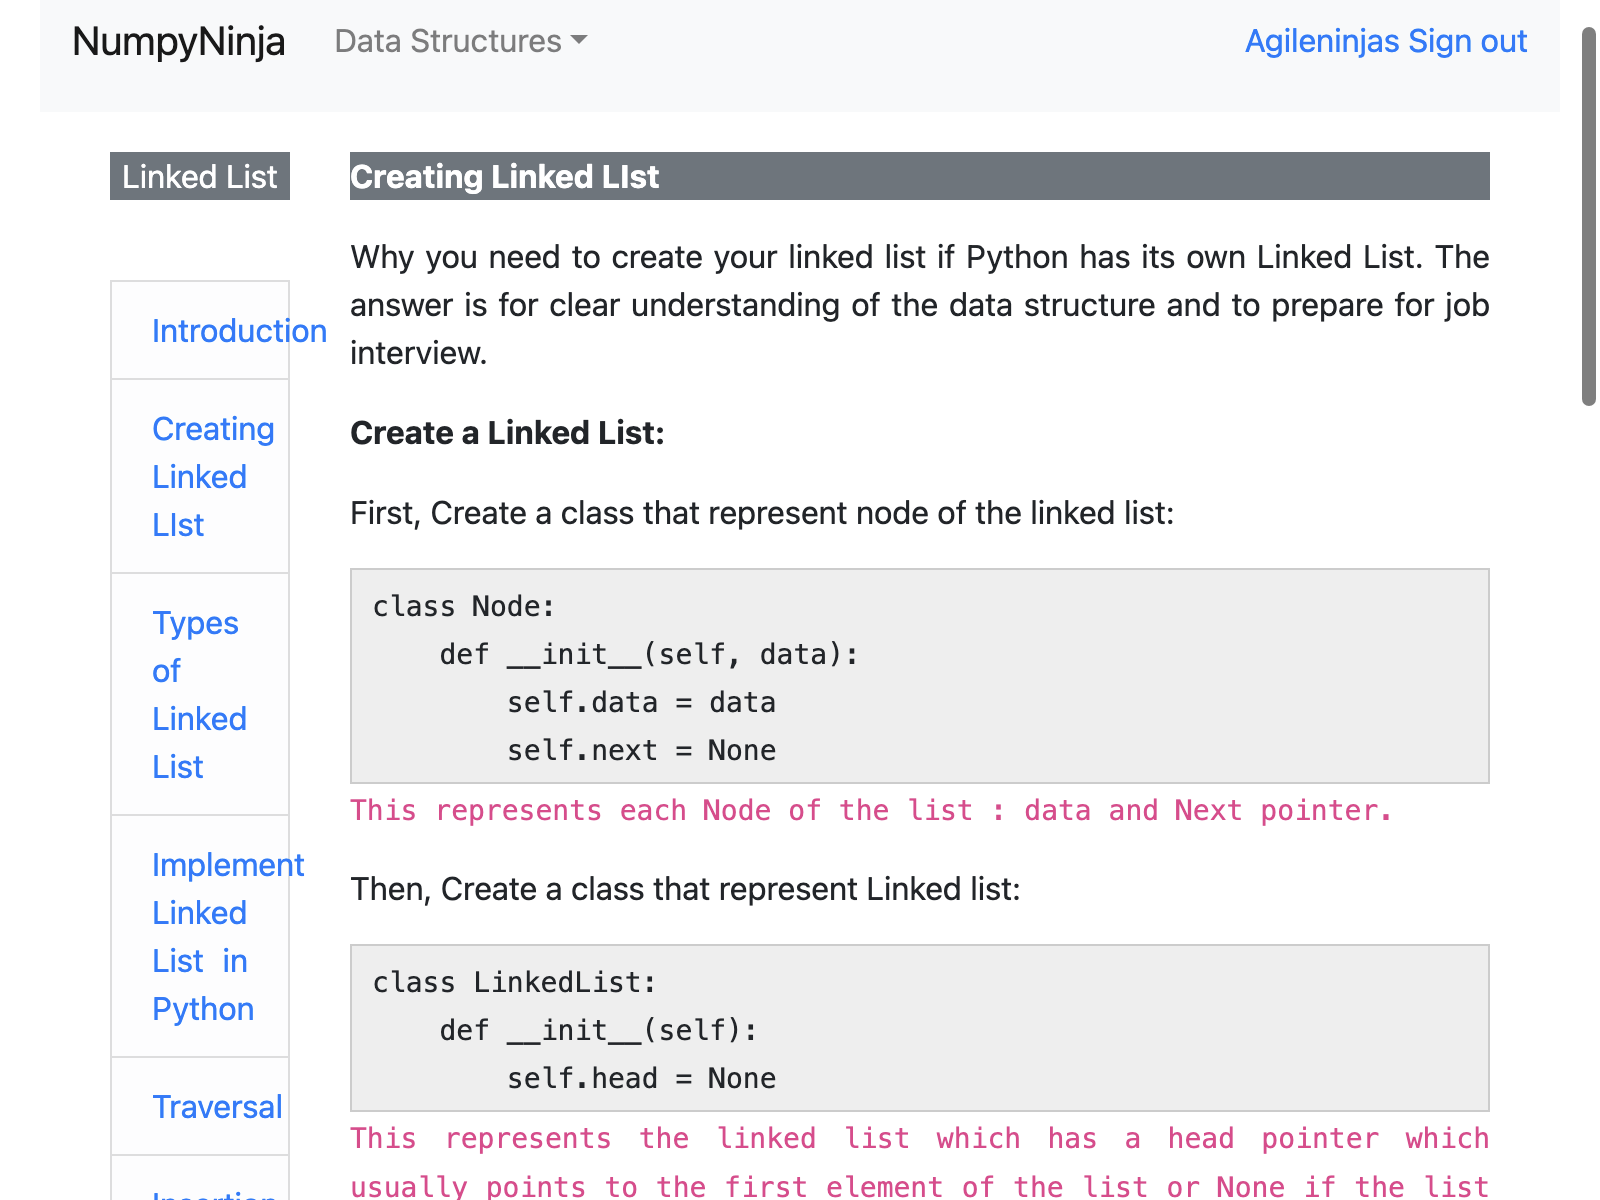 NumpyNinja Data Structures Agileninjas Sign out
Linked List
Introduction
Creating
Linked
LIst
Types
of
Linked
List
Implement
Linked
List in
Python
Traversal
Insertion
Creating Linked LIst
Why you need to create your linked list if Python has its own Linked List. The
answer is for clear understanding of the data structure and to prepare for job
interview.
Create a Linked List:
First, Create a class that represent node of the linked list:
class Node:
    def __init__(self, data):
        self.data = data
        self.next = None
This represents each Node of the list : data and Next pointer.
Then, Create a class that represent Linked list:
class LinkedList:
    def __init__(self):
        self.head = None
This represents the linked list which has a head pointer which
usually points to the first element of the list or None if the list